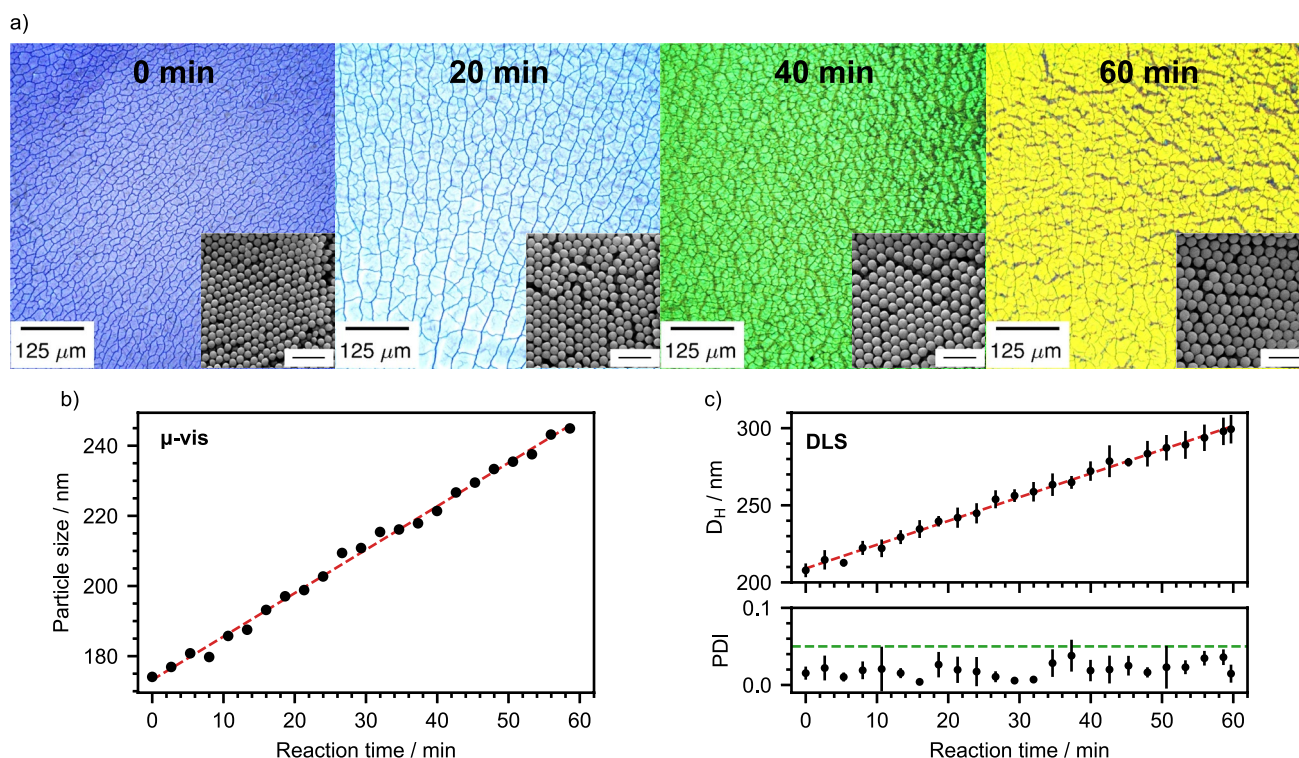 a)
0 min
20 min
40 min
60 min
125 μm
125 μm
125 μm
125 μm
b)
μ-vis
Particle size / nm
240
220
200
180
0
10
20
30
40
50
60
Reaction time / min
c)
DLS
D_H / nm
300
250
200
PDI
0.1
0.0
0
10
20
30
40
50
60
Reaction time / min